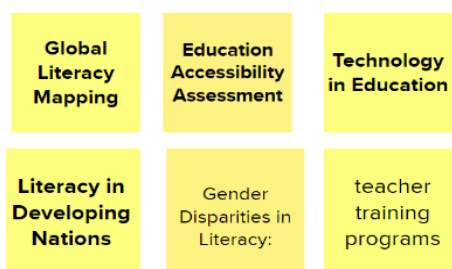 Global
Literacy
Mapping
Education
Accessibility
Assessment
Technology
in Education
Literacy in
Developing
Nations
Gender
Disparities in
Literacy:
teacher
training
programs